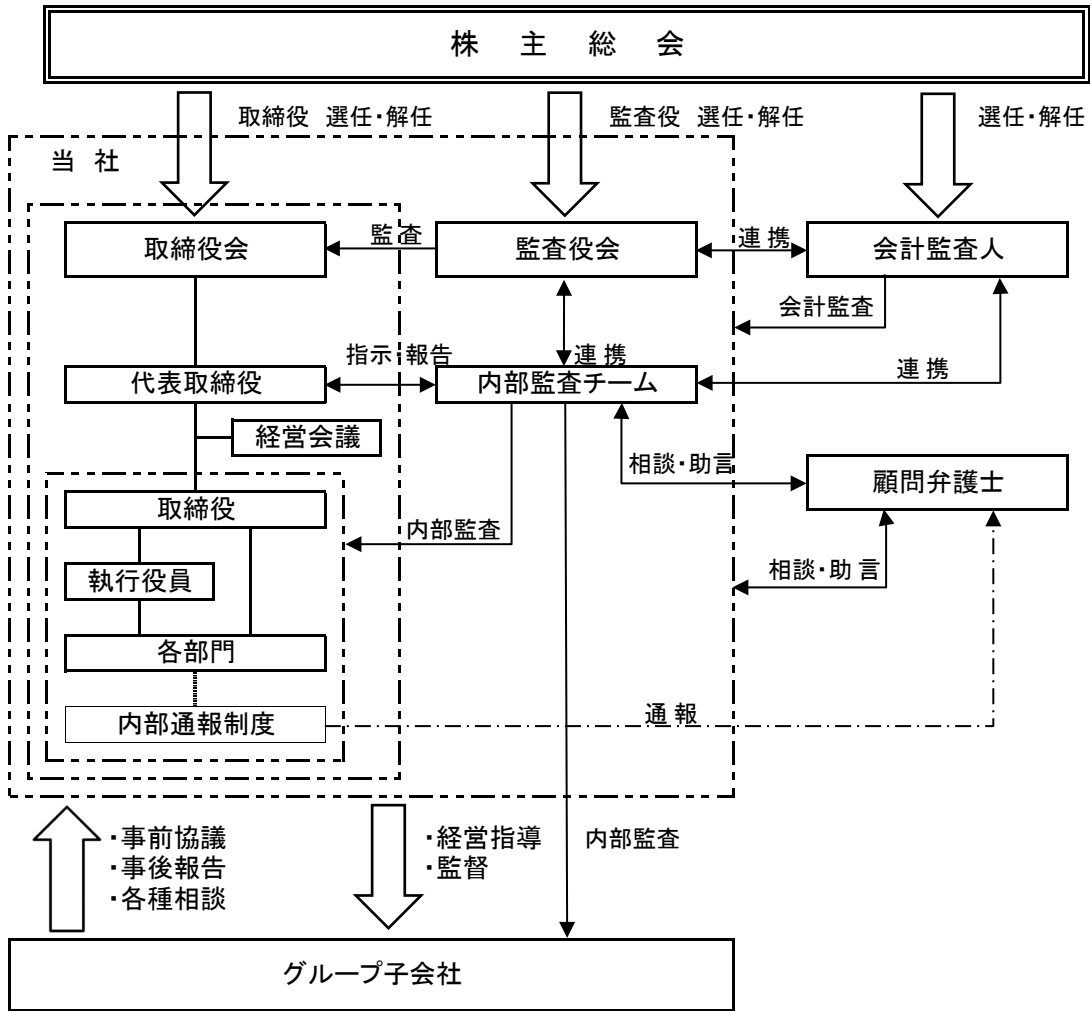 株 主 総 会
取締役 選任・解任
監査役 選任・解任
選任・解任
当 社
取締役会
監 査
監査役会
連 携
会計監査人
会計監査
指示・報告
連 携
連 携
代表取締役
内部監査チーム
経営会議
相談・助言
顧問弁護士
取締役
内部監査
執行役員
相談・助 言
各部門
内部通報制度
通 報
・事前協議
・事後報告
・各種相談
・経営指導
・監督
内部監査
グループ子会社